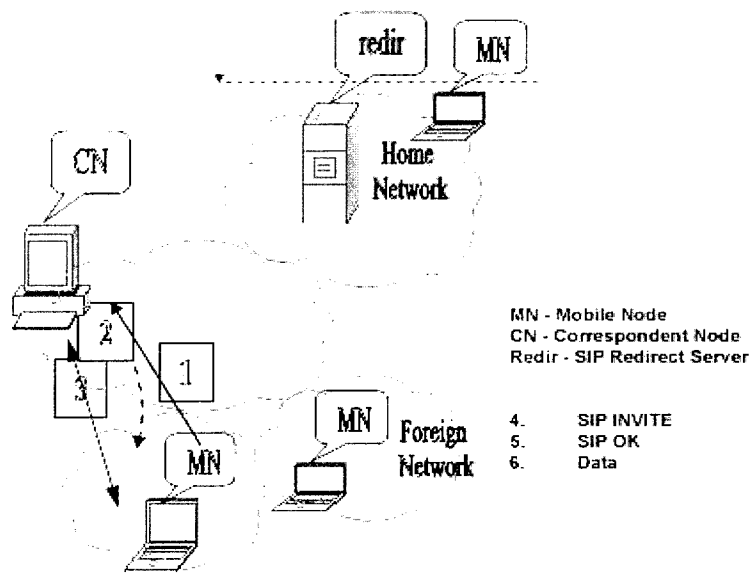 redir
MN
CN
Home
Network
MN - Mobile Node
CN - Correspondent Node
Redir - SIP Redirect Server
2
1
3
MN
MN
Foreign
Network
4. SIP INVITE
5. SIP OK
6. Data